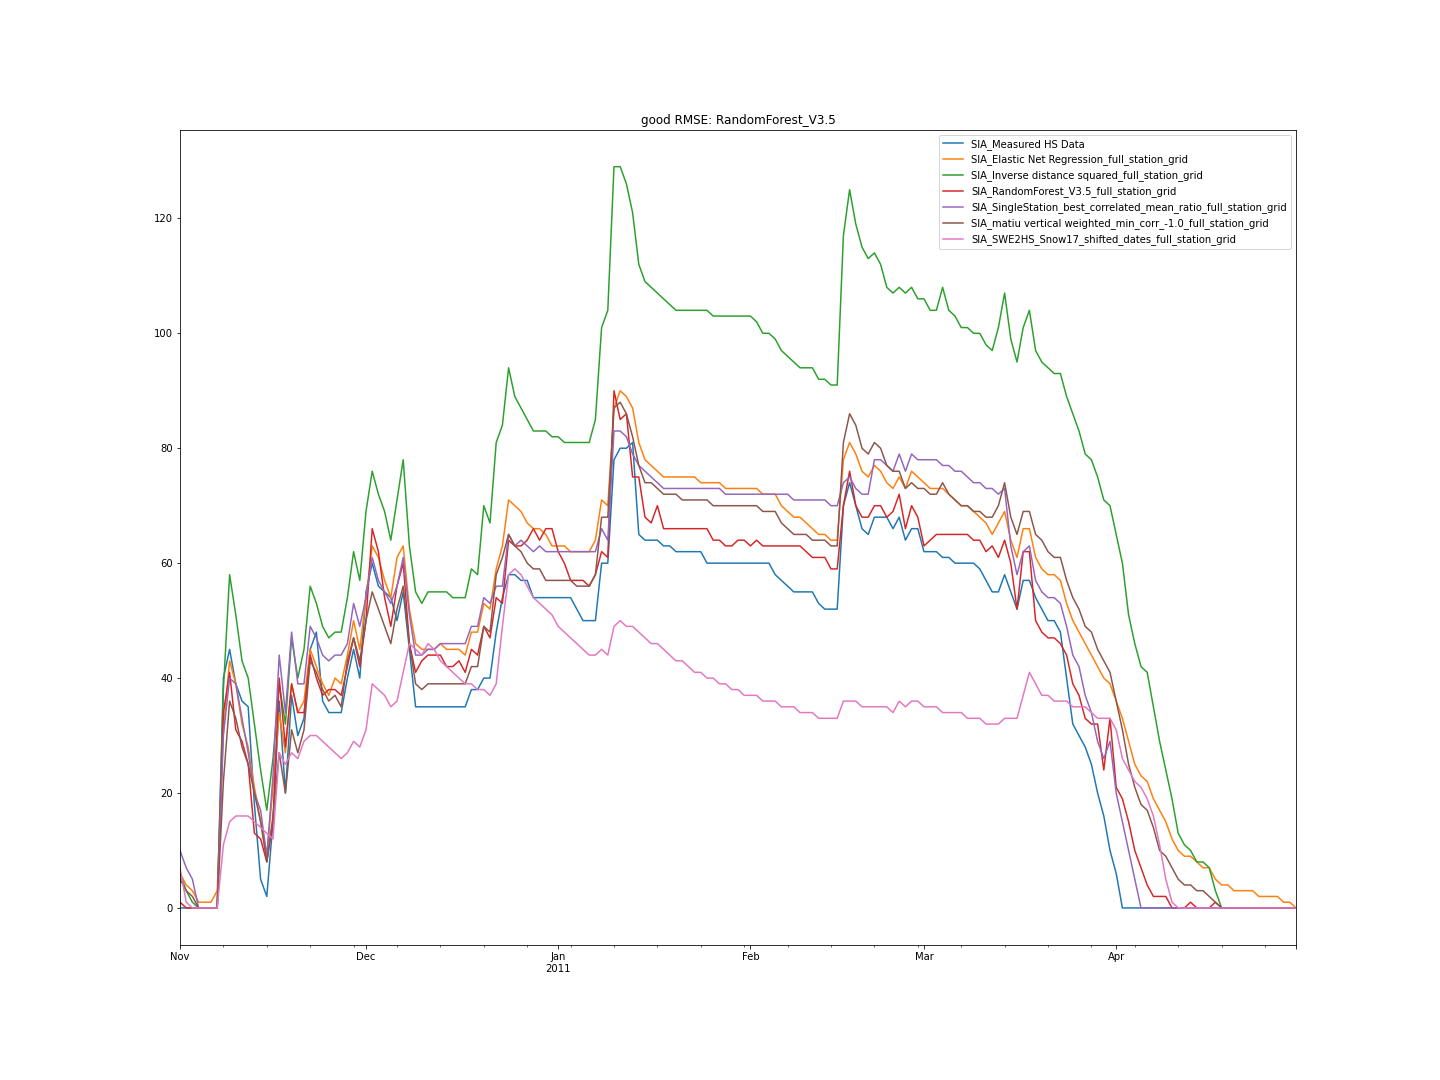 good RMSE: RandomForest_V3.5
SIA_Measured HS Data
SIA_Elastic Net Regression_full_station_grid
SIA_Inverse distance squared_full_station_grid
SIA_RandomForest_V3.5_full_station_grid
SIA_SingleStation_best_correlated_mean_ratio_full_station_grid
SIA_matiu vertical weighted_min_corr_-1.0_full_station_grid
SIA_SWE2HS_Snow17_shifted_dates_full_station_grid
120
100
80
60
40
20
0
Nov Dec Jan Feb Mar Apr
2011